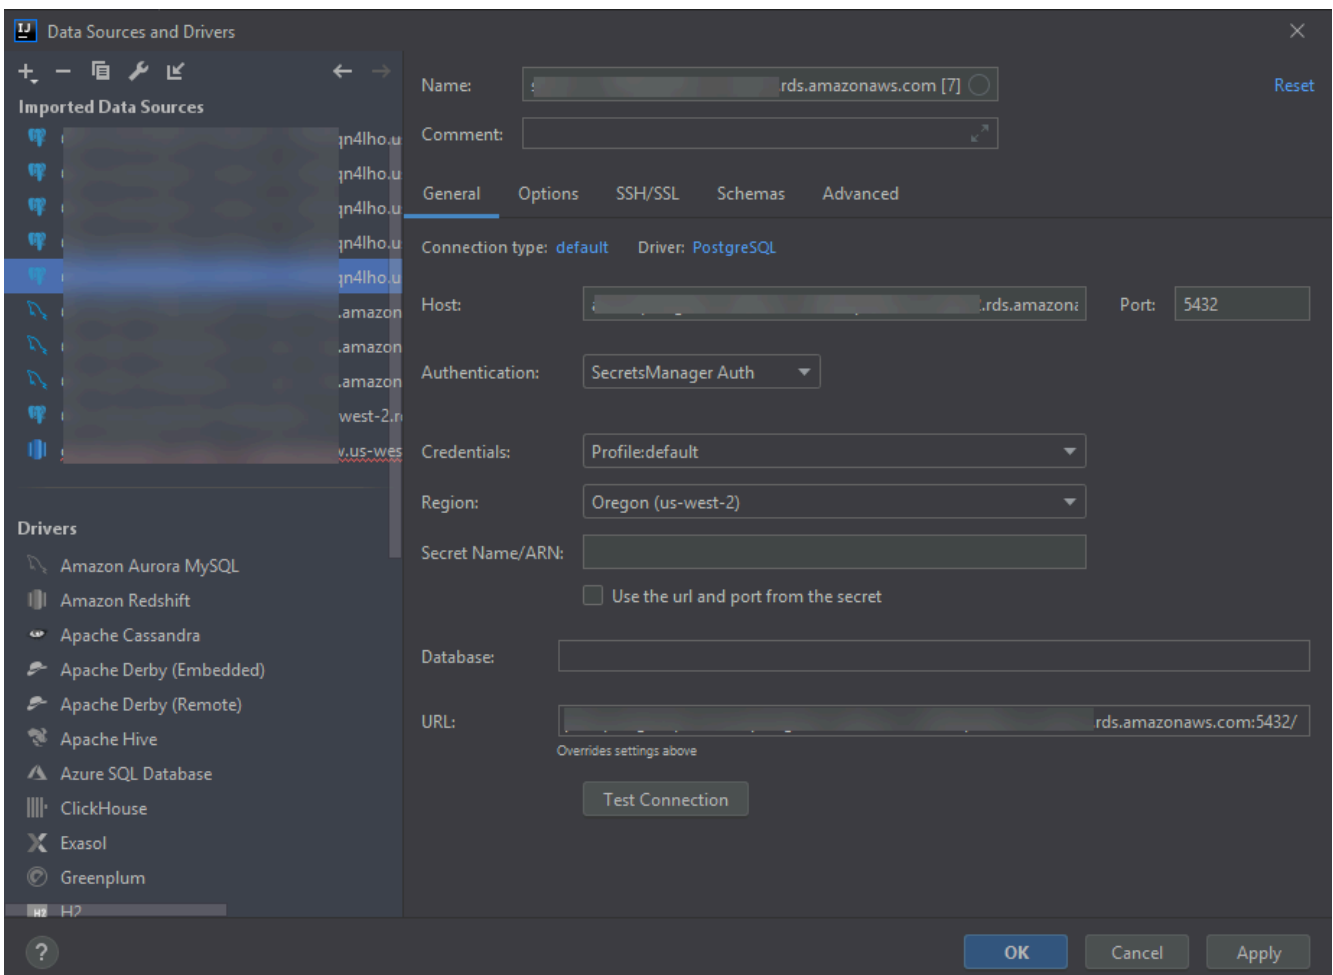 Data Sources and Drivers
Imported Data Sources
qn4lho.u
qn4lho.u
qn4lho.u
qn4lho.u
qn4lho.u
.amazon
.amazon
.amazon
west-2.r
.us-wes
Drivers
Amazon Aurora MySQL
Amazon Redshift
Apache Cassandra
Apache Derby (Embedded)
Apache Derby (Remote)
Apache Hive
Azure SQL Database
ClickHouse
Exasol
Greenplum
H2
Name: .rds.amazonaws.com [7] Reset
Comment:
General Options SSH/SSL Schemas Advanced
Connection type: default Driver: PostgreSQL
Host: .rds.amazona Port: 5432
Authentication: SecretsManager Auth
Credentials: Profile:default
Region: Oregon (us-west-2)
Secret Name/ARN:
Use the url and port from the secret
Database:
URL: rds.amazonaws.com:5432/
Overrides settings above
Test Connection
? OK Cancel Apply